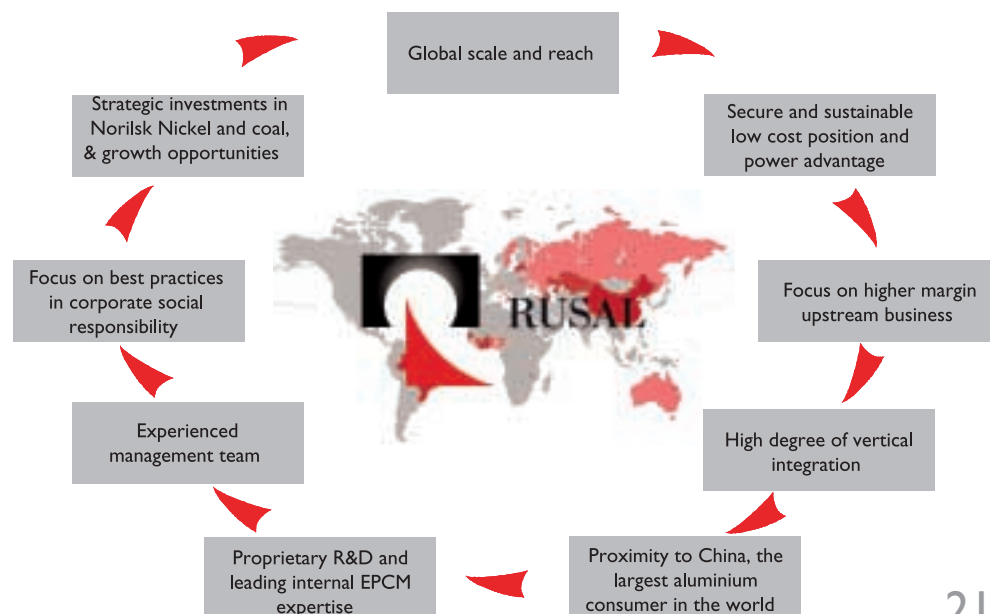 Global scale and reach
Secure and sustainable
low cost position and
power advantage
Focus on higher margin
upstream business
High degree of vertical
integration
Proximity to China, the
largest aluminium
consumer in the world
Proprietary R&D and
leading internal EPCM
expertise
Experienced
management team
Focus on best practices
in corporate social
responsibility
Strategic investments in
Norilsk Nickel and coal,
& growth opportunities
RUSAL
21